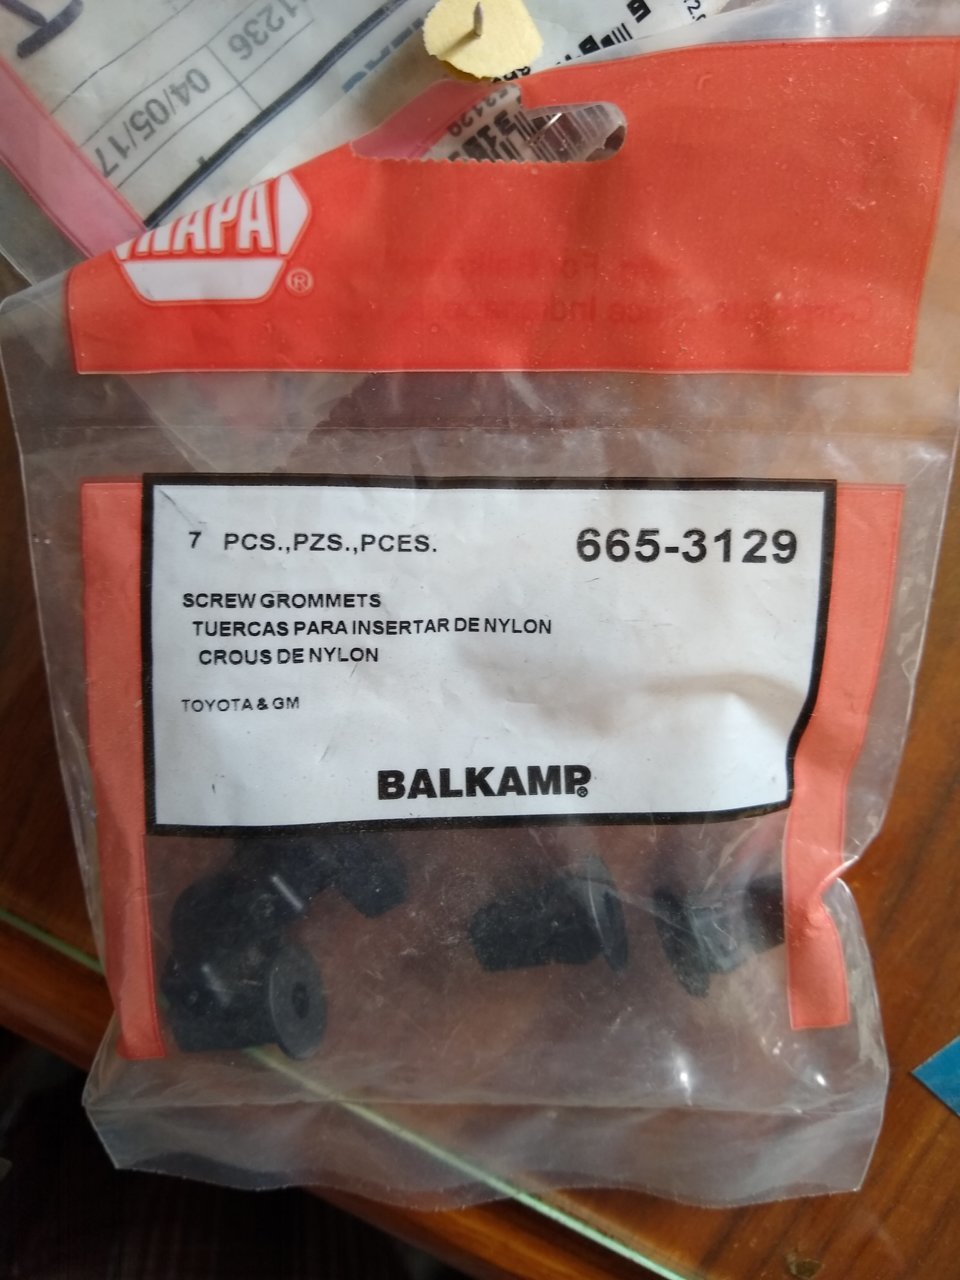 1236
04/05/17
53129
NAPA®
7 PCS.,PZS.,PCES.
665-3129
SCREW GROMMETS
TUERCAS PARA INSERTAR DE NYLON
CROUS DE NYLON
TOYOTA & GM
BALKAMP®